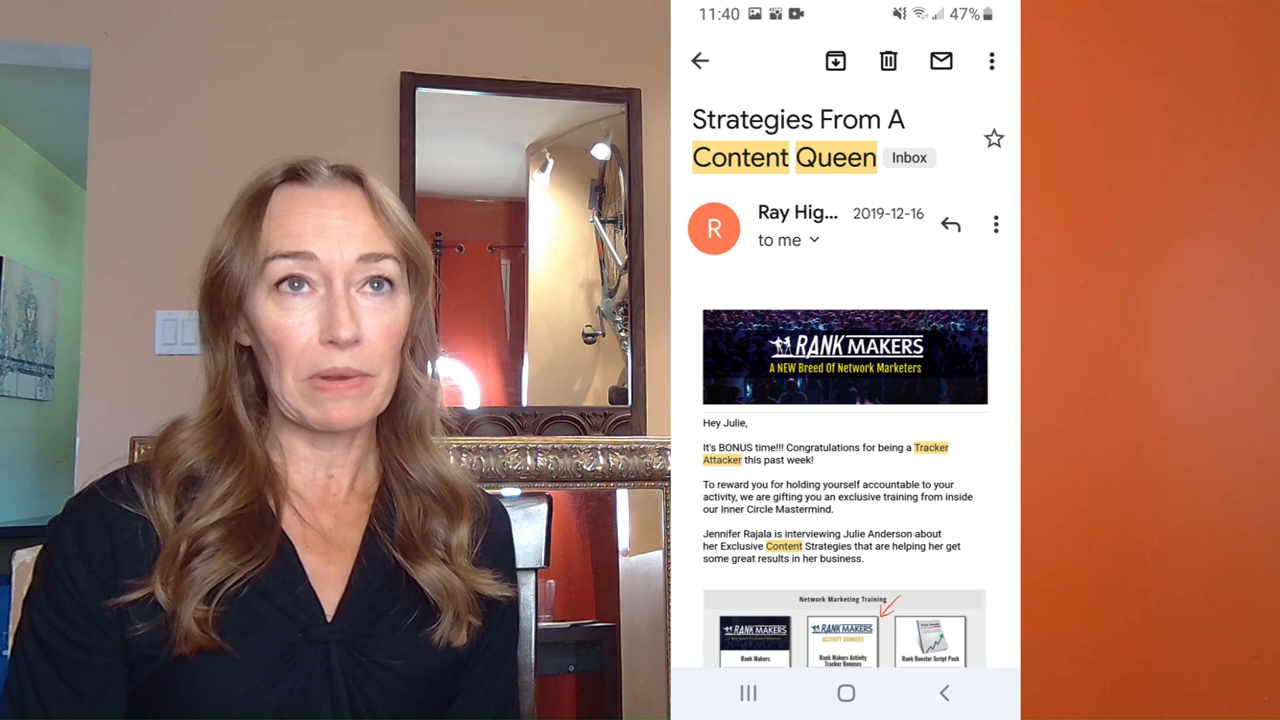 11:40
47%
Strategies From A
Content Queen
Inbox
Ray Hig...
2019-12-16
R
to me
RANK MAKERS
A NEW Breed Of Network Marketers
Hey Julie,
It's BONUS time!!! Congratulations for being a Tracker
Attacker this past week!
To reward you for holding yourself accountable to your
activity, we are gifting you an exclusive training from inside
our Inner Circle Mastermind.
Jennifer Rajala is interviewing Julie Anderson about
her Exclusive Content Strategies that are helping her get
some great results in her business.
Network Marketing Training
RANK MAKERS
RANK MAKERS
ACTIVITY BONUSES
Rank Makers
Rank Makers Activity
Tracker Bonuses
Rank Booster Script Pack